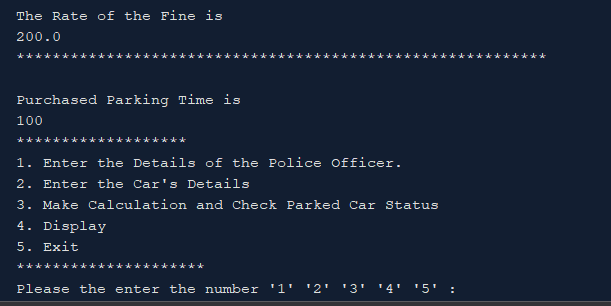 The Rate of the Fine is
200.0
***********************************************************
Purchased Parking Time is
100
*******************
1. Enter the Details of the Police Officer.
2. Enter the Car's Details
3. Make Calculation and Check Parked Car Status
4. Display
5. Exit
*********************
Please the enter the number '1' '2' '3' '4' '5' :